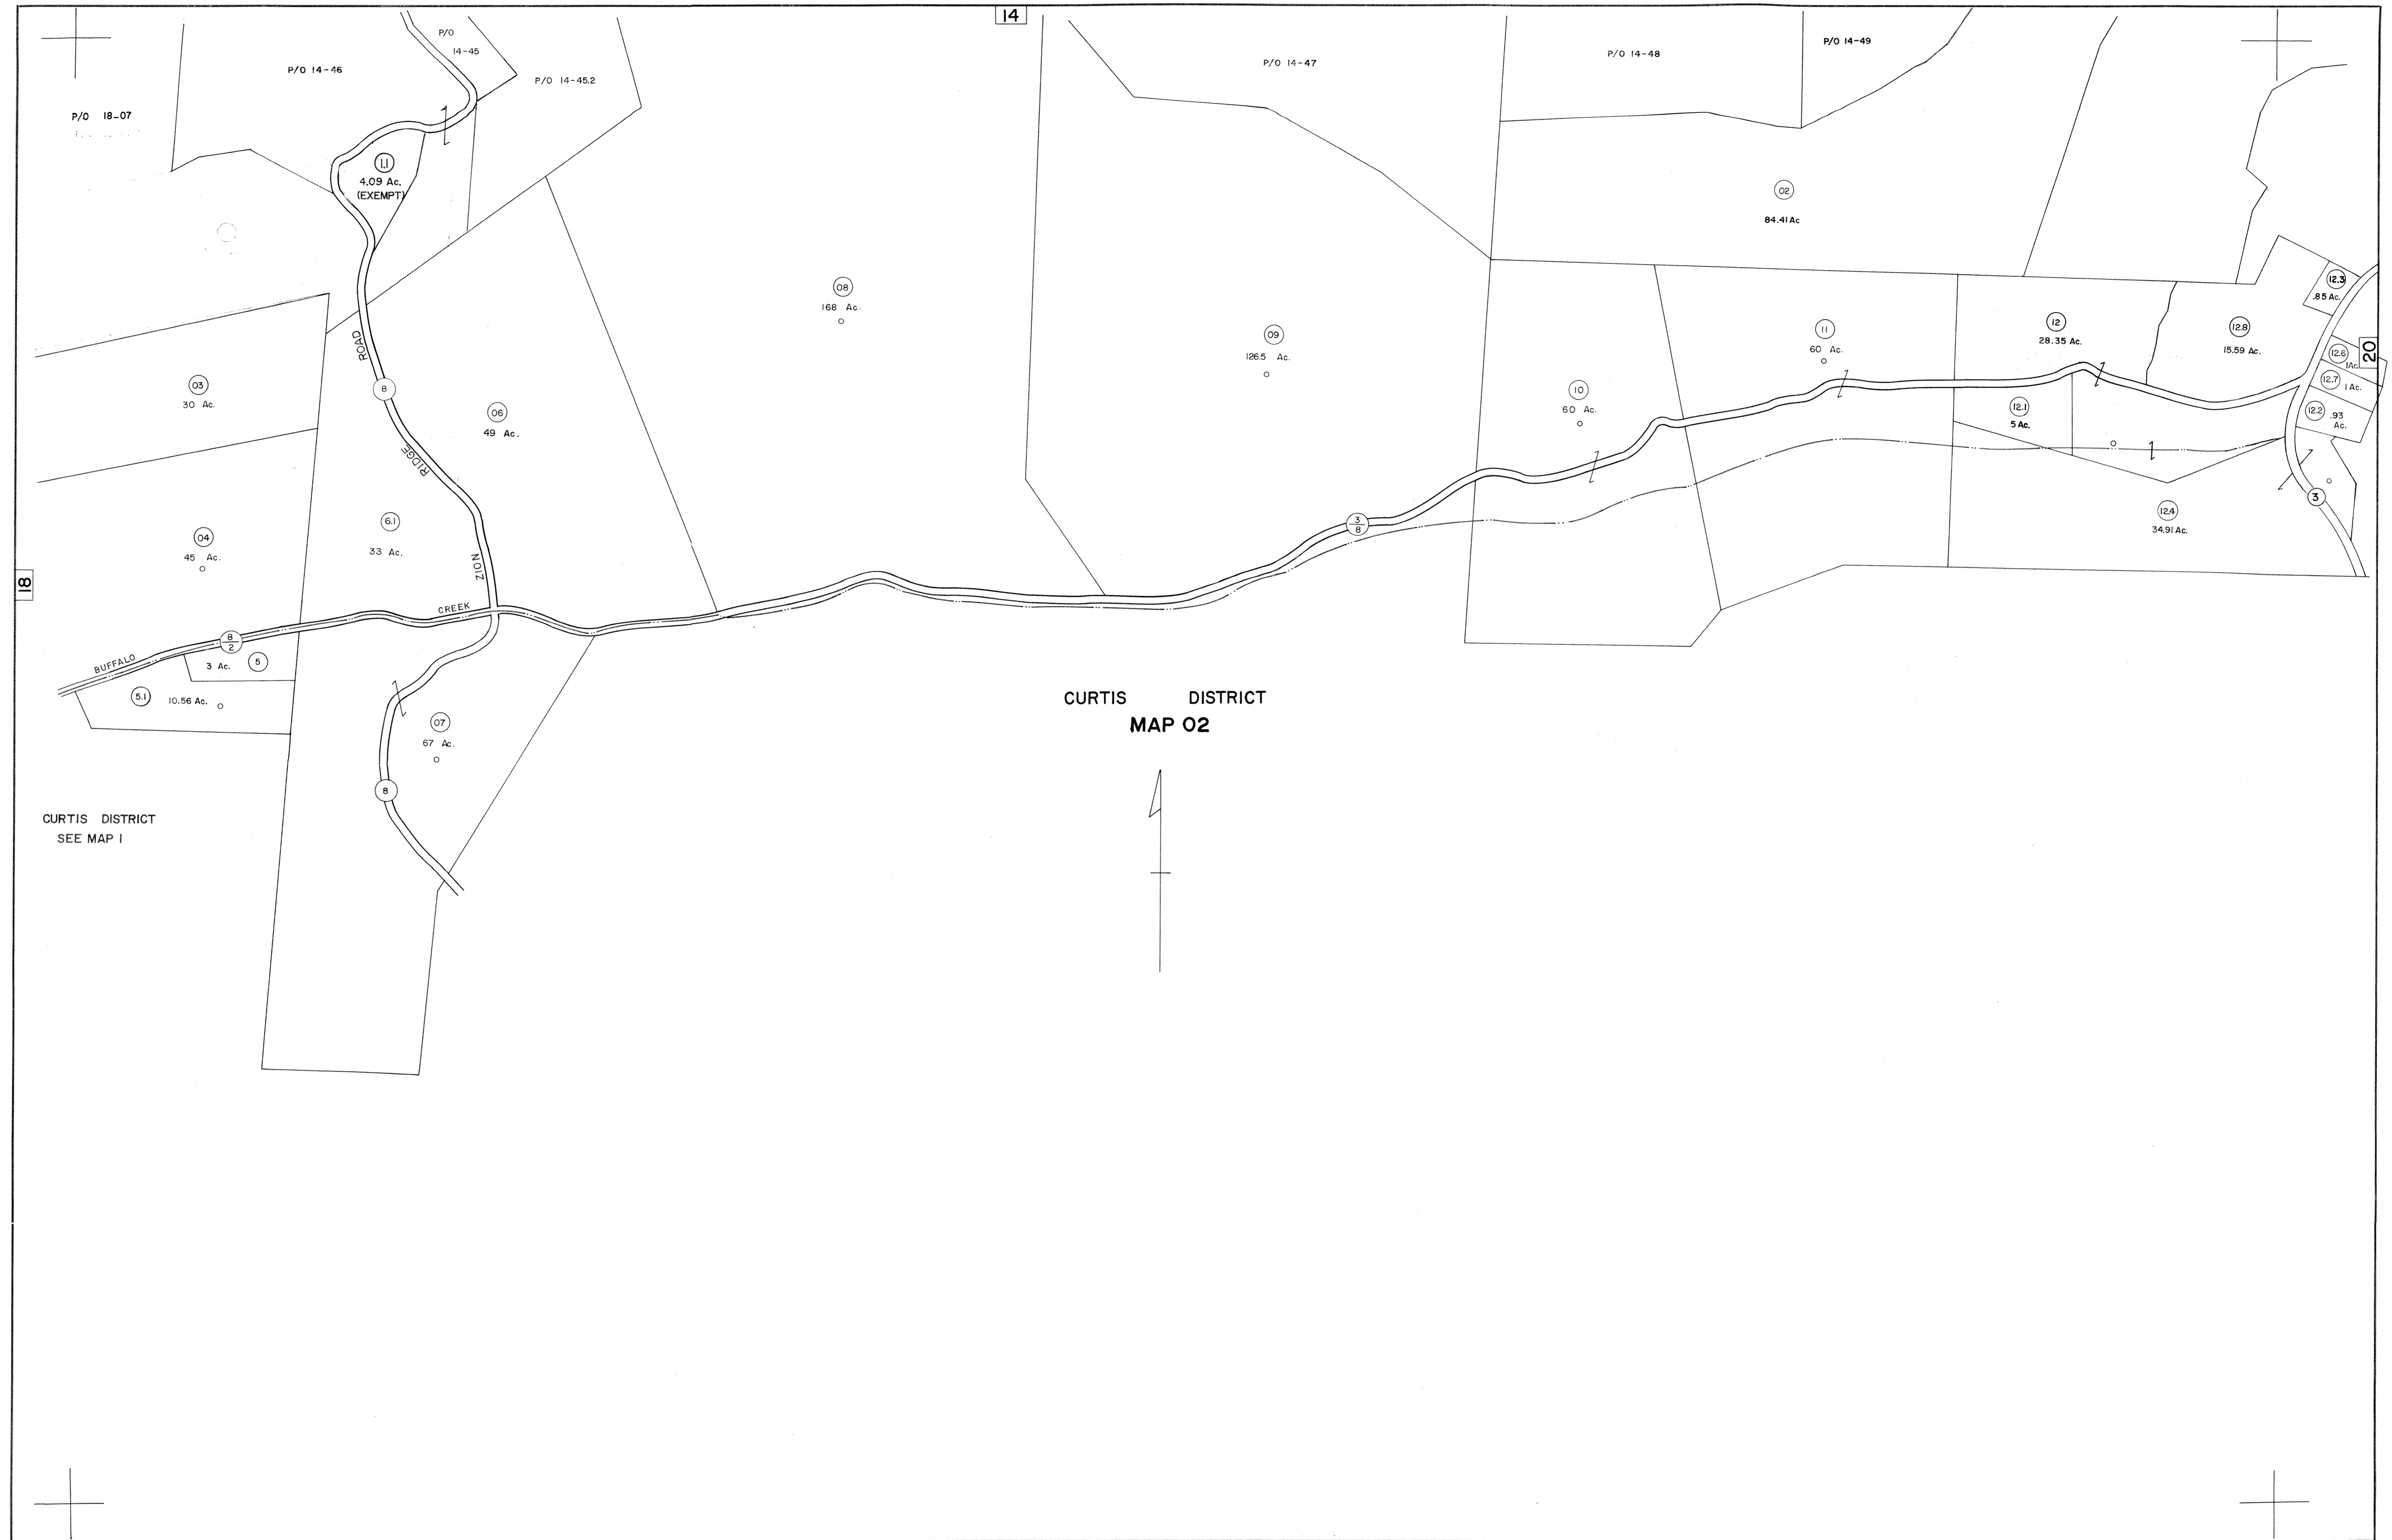 14
P/O
14-45
P/O 14-46
P/O 14-45.2
P/O 14-47
P/O 14-48
P/O 14-49
P/O 18-07
1.1
4.09 Ac.
(EXEMPT)
02
84.41 Ac
08
168 Ac.
09
126.5 Ac.
11
60 Ac.
12
28.35 Ac.
12.8
15.59 Ac.
12.3
.85 Ac.
12.6
1 Ac.
20
12.7 1 Ac.
12.2 .93
Ac.
03
30 Ac.
ROAD
8
RIDGE
ZION
06
49 Ac.
10
60 Ac.
12.1
5 Ac.
3
12.4
34.91 Ac.
3
8
6.1
33 Ac.
04
45 Ac.
18
BUFFALO
CREEK
8
2
3 Ac. 5
5.1 10.56 Ac.
07
67 Ac.
8
CURTIS DISTRICT
MAP 02
CURTIS DISTRICT
SEE MAP 1